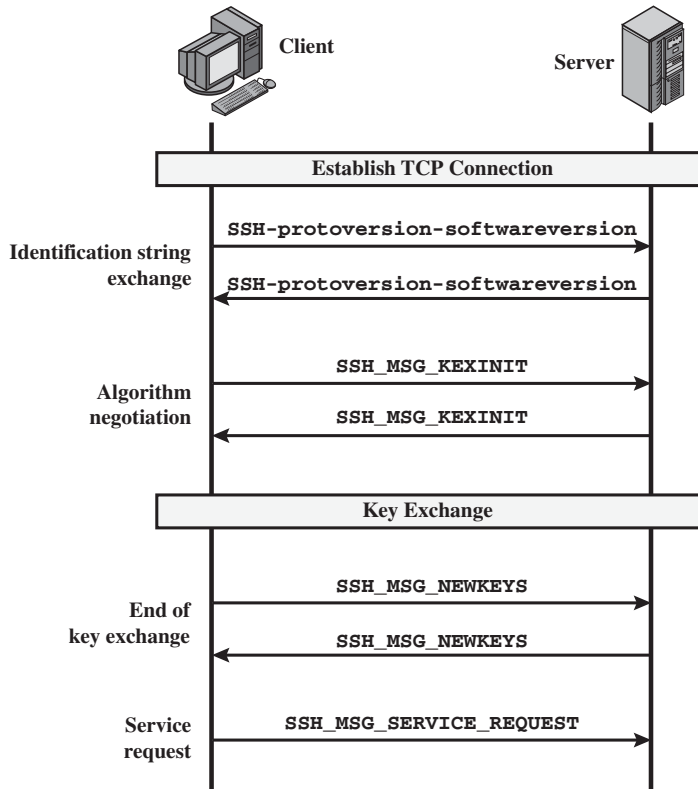 Client
Server
Establish TCP Connection
SSH-protoversion-softwareversion
Identification string
exchange
SSH-protoversion-softwareversion
SSH_MSG_KEXINIT
Algorithm
negotiation
SSH_MSG_KEXINIT
Key Exchange
SSH_MSG_NEWKEYS
End of
key exchange
SSH_MSG_NEWKEYS
Service
request
SSH_MSG_SERVICE_REQUEST